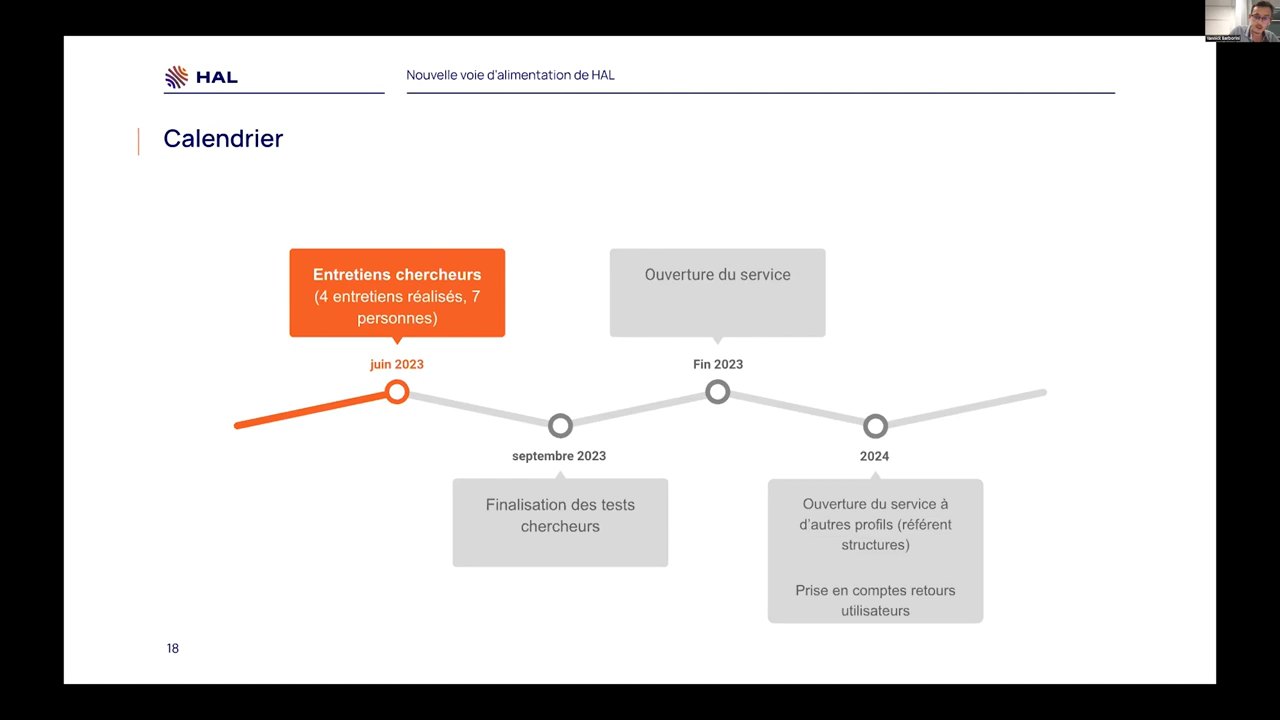 HAL
Nouvelle voie d'alimentation de HAL
Calendrier
Entretiens chercheurs
(4 entretiens réalisés, 7
personnes)
juin 2023
Ouverture du service
Fin 2023
septembre 2023
Finalisation des tests
chercheurs
2024
Ouverture du service à
d'autres profils (référent
structures)
Prise en comptes retours
utilisateurs
18